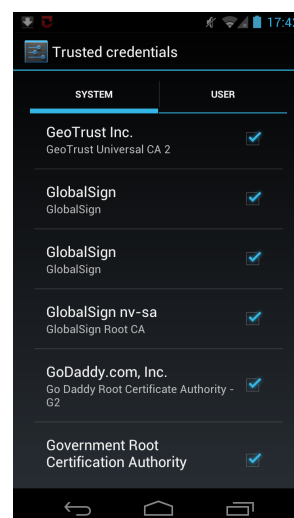 17:42
Trusted credentials
SYSTEM
USER
GeoTrust Inc.
GeoTrust Universal CA 2
GlobalSign
GlobalSign
GlobalSign
GlobalSign
GlobalSign nv-sa
GlobalSign Root CA
GoDaddy.com, Inc.
Go Daddy Root Certificate Authority -
G2
Government Root
Certification Authority